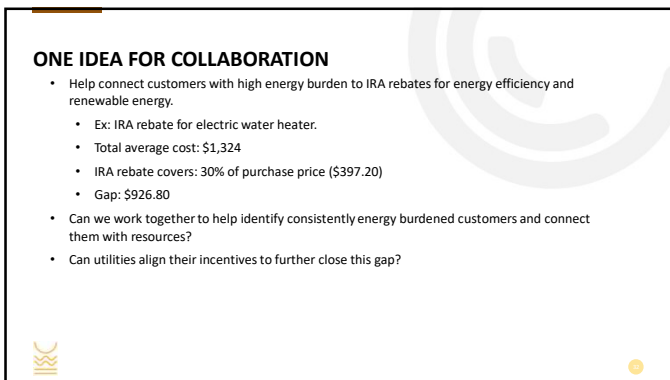 ONE IDEA FOR COLLABORATION
• Help connect customers with high energy burden to IRA rebates for energy efficiency and
renewable energy.
• Ex: IRA rebate for electric water heater.
• Total average cost: $1,324
• IRA rebate covers: 30% of purchase price ($397.20)
• Gap: $926.80
• Can we work together to help identify consistently energy burdened customers and connect
them with resources?
• Can utilities align their incentives to further close this gap?